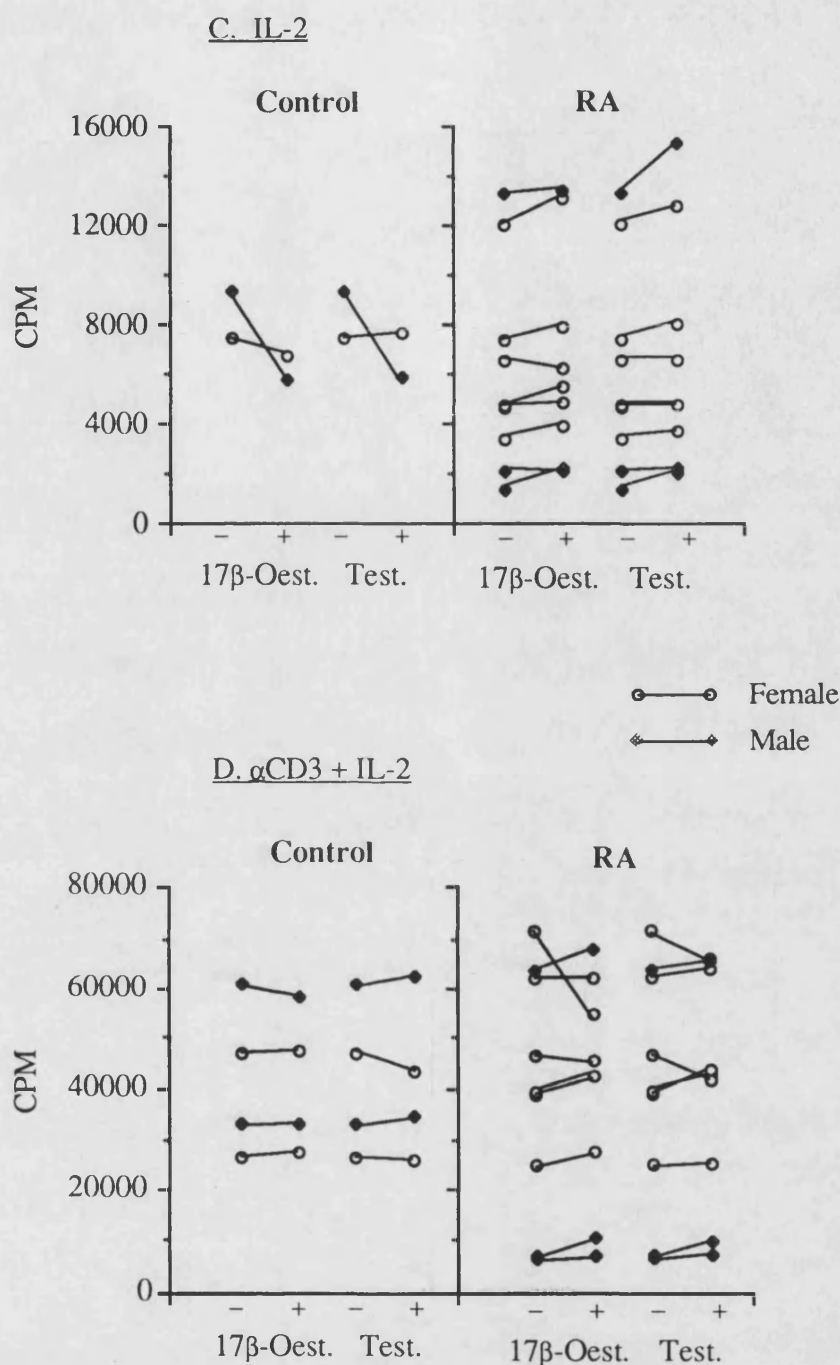 C. IL-2
Control RA
16000
12000
8000
4000
0
CPM
− + − + − + − +
17β-Oest. Test. 17β-Oest. Test.
Female
Male
D. αCD3 + IL-2
Control RA
80000
60000
40000
20000
0
CPM
− + − + − + − +
17β-Oest. Test. 17β-Oest. Test.